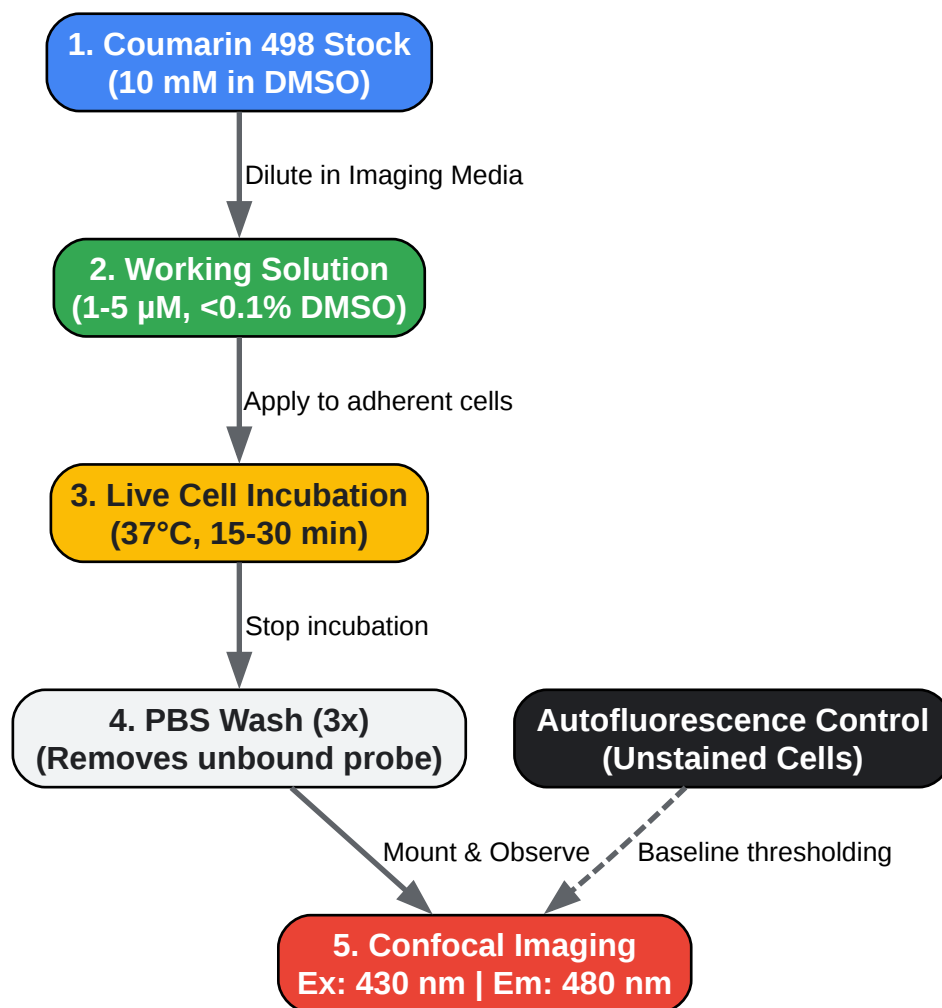 1. Coumarin 498 Stock
(10 mM in DMSO)
Dilute in Imaging Media
2. Working Solution
(1-5 µM, <0.1% DMSO)
Apply to adherent cells
3. Live Cell Incubation
(37°C, 15-30 min)
Stop incubation
4. PBS Wash (3x)
(Removes unbound probe)
Autofluorescence Control
(Unstained Cells)
Mount & Observe
Baseline thresholding
5. Confocal Imaging
Ex: 430 nm | Em: 480 nm